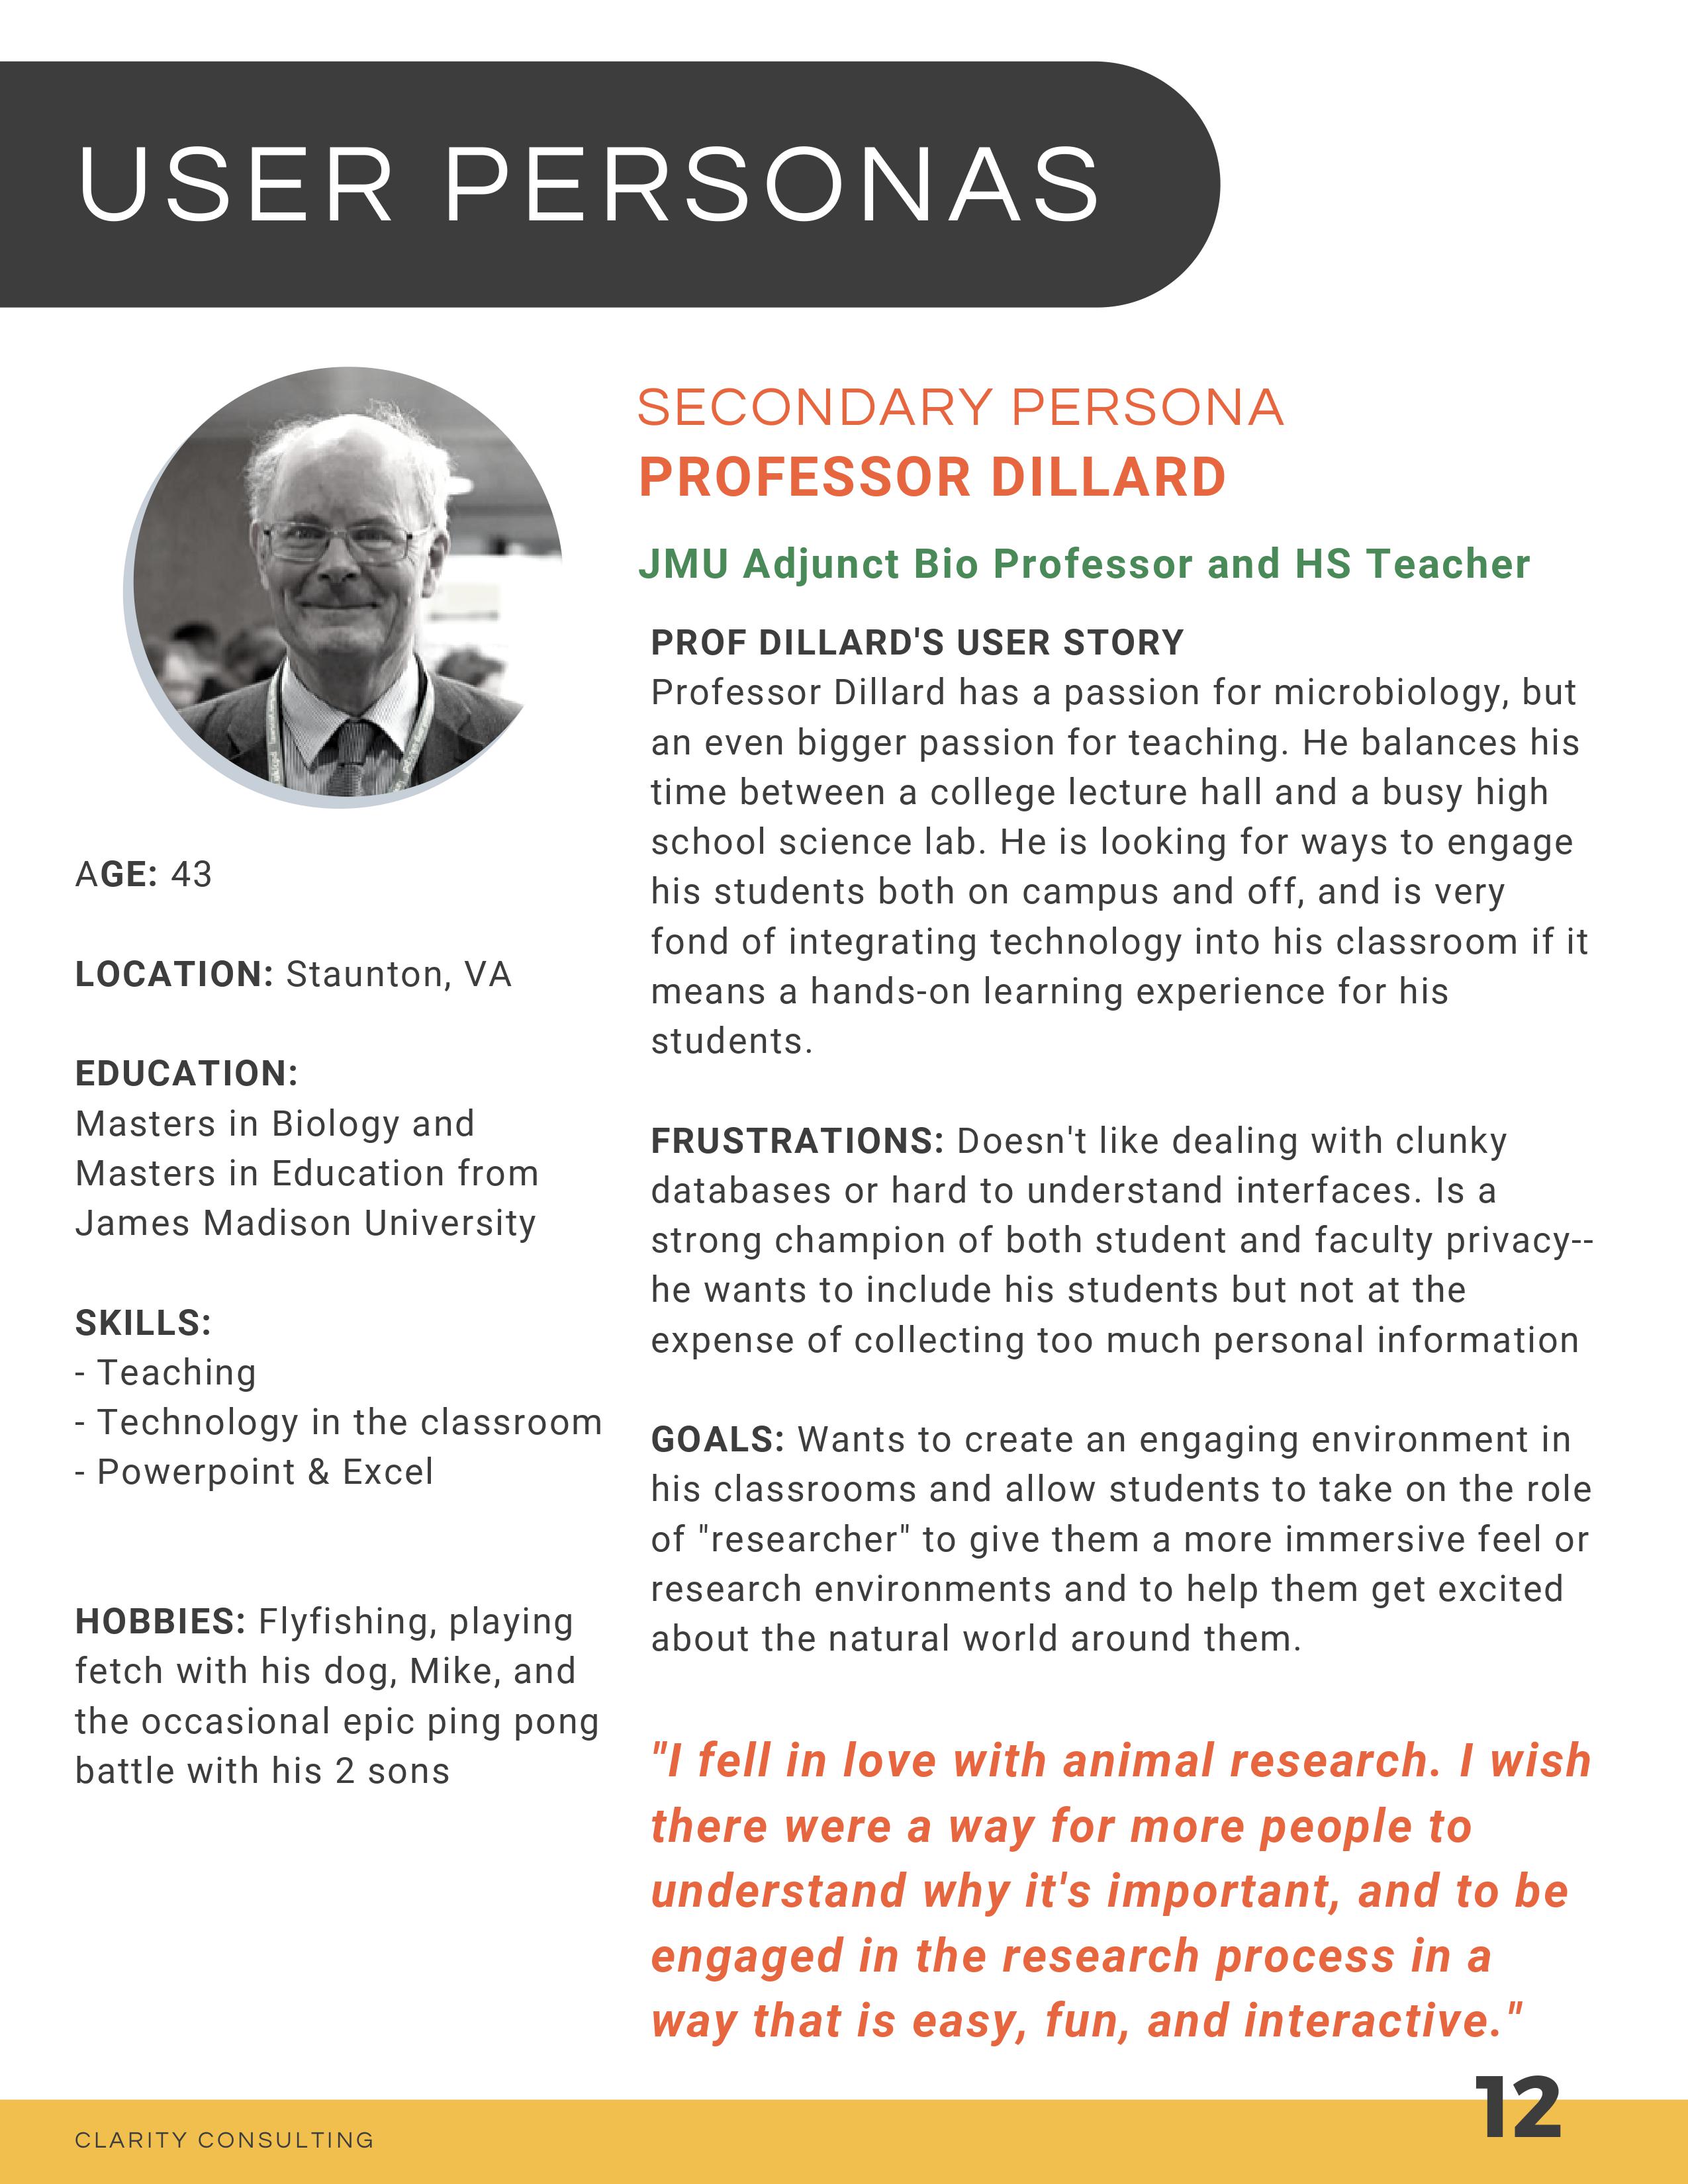 USER PERSONAS
SECONDARY PERSONA
PROFESSOR DILLARD
JMU Adjunct Bio Professor and HS Teacher
AGE: 43
LOCATION: Staunton, VA
EDUCATION:
Masters in Biology and
Masters in Education from
James Madison University
SKILLS:
- Teaching
- Technology in the classroom
- Powerpoint & Excel
HOBBIES: Flyfishing, playing
fetch with his dog, Mike, and
the occasional epic ping pong
battle with his 2 sons
PROF DILLARD'S USER STORY
Professor Dillard has a passion for microbiology, but
an even bigger passion for teaching. He balances his
time between a college lecture hall and a busy high
school science lab. He is looking for ways to engage
his students both on campus and off, and is very
fond of integrating technology into his classroom if it
means a hands-on learning experience for his
students.
FRUSTRATIONS: Doesn't like dealing with clunky
databases or hard to understand interfaces. Is a
strong champion of both student and faculty privacy--
he wants to include his students but not at the
expense of collecting too much personal information
GOALS: Wants to create an engaging environment in
his classrooms and allow students to take on the role
of "researcher" to give them a more immersive feel or
research environments and to help them get excited
about the natural world around them.
"I fell in love with animal research. I wish
there were a way for more people to
understand why it's important, and to be
engaged in the research process in a
way that is easy, fun, and interactive."
CLARITY CONSULTING
12